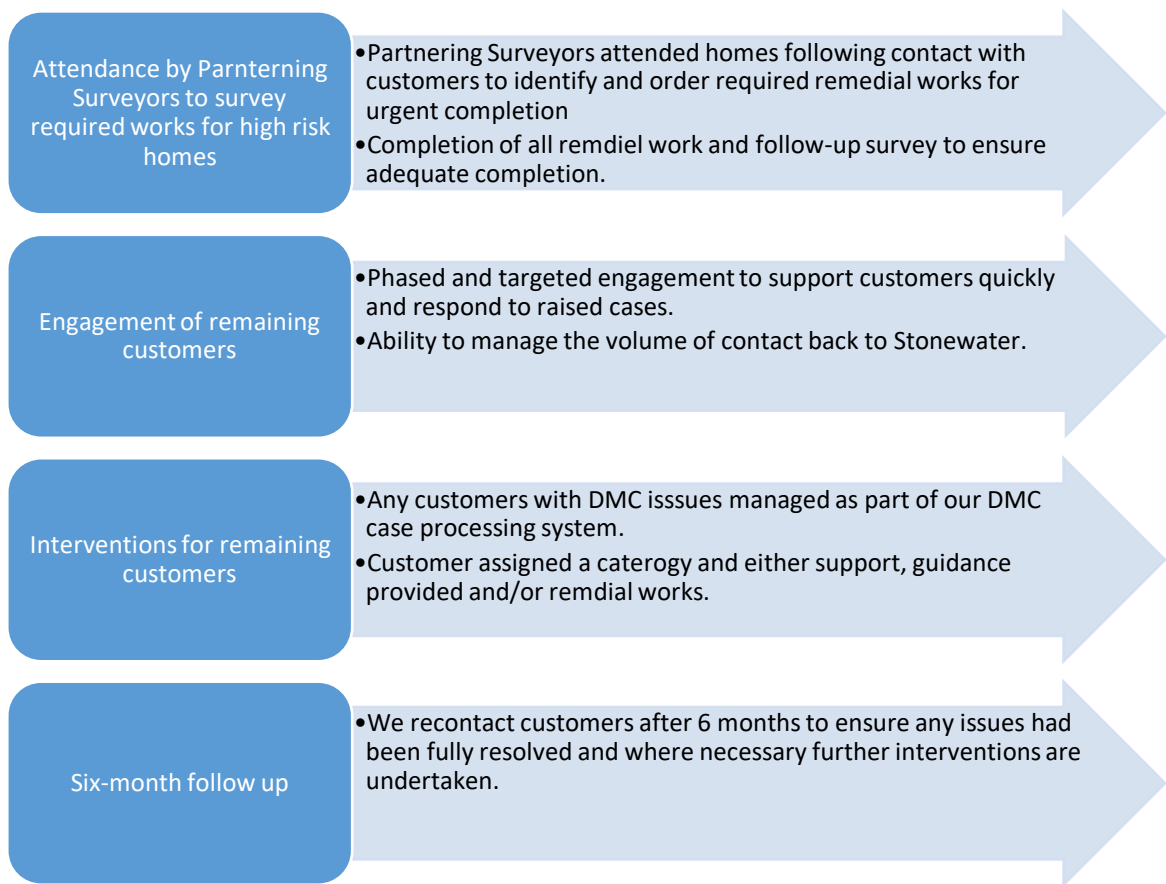 Attendance by Parnterning
Surveyors to survey
required works for high risk
homes
•Partnering Surveyors attended homes following contact with
customers to identify and order required remedial works for
urgent completion
•Completion of all remdiel work and follow-up survey to ensure
adequate completion.
Engagement of remaining
customers
•Phased and targeted engagement to support customers quickly
and respond to raised cases.
•Ability to manage the volume of contact back to Stonewater.
Interventions for remaining
customers
•Any customers with DMC isssues managed as part of our DMC
case processing system.
•Customer assigned a caterogy and either support, guidance
provided and/or remdial works.
Six-month follow up
•We recontact customers after 6 months to ensure any issues had
been fully resolved and where necessary further interventions are
undertaken.